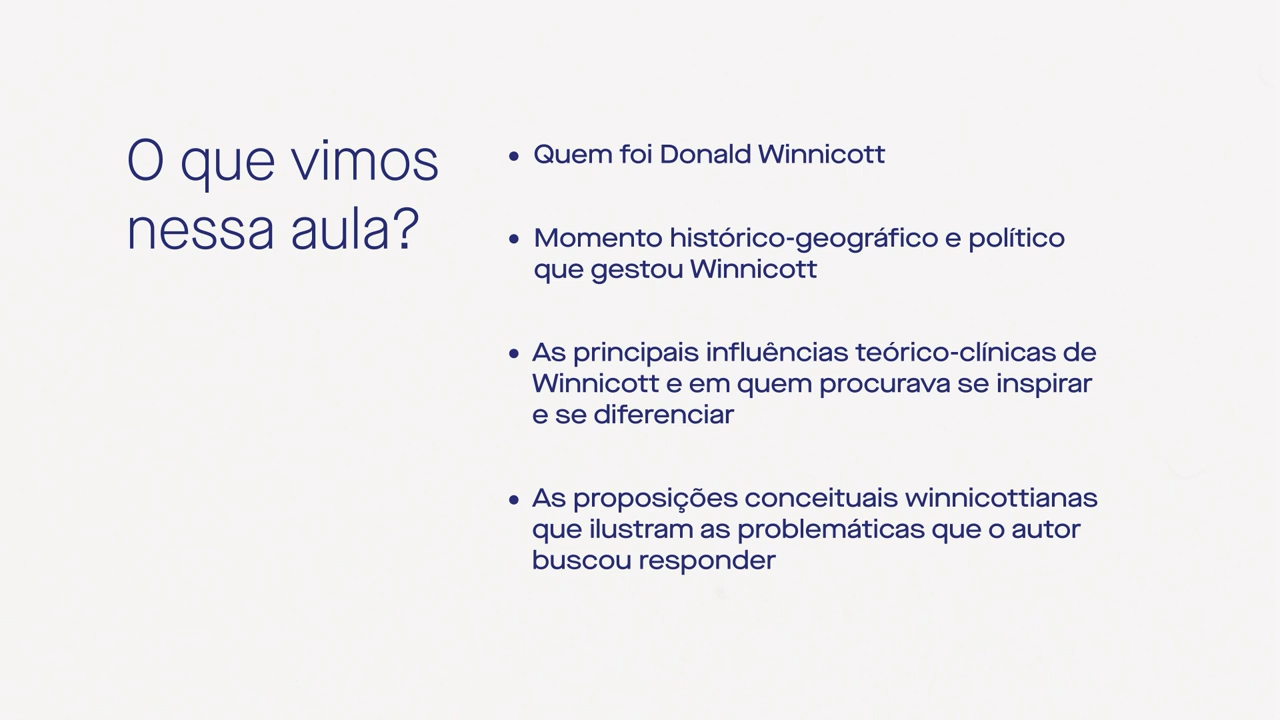 O que vimos
nessa aula?
• Quem foi Donald Winnicott
• Momento histórico-geográfico e político
que gestou Winnicott
• As principais influências teórico-clínicas de
Winnicott e em quem procurava se inspirar
e se diferenciar
• As proposições conceituais winnicottianas
que ilustram as problemáticas que o autor
buscou responder